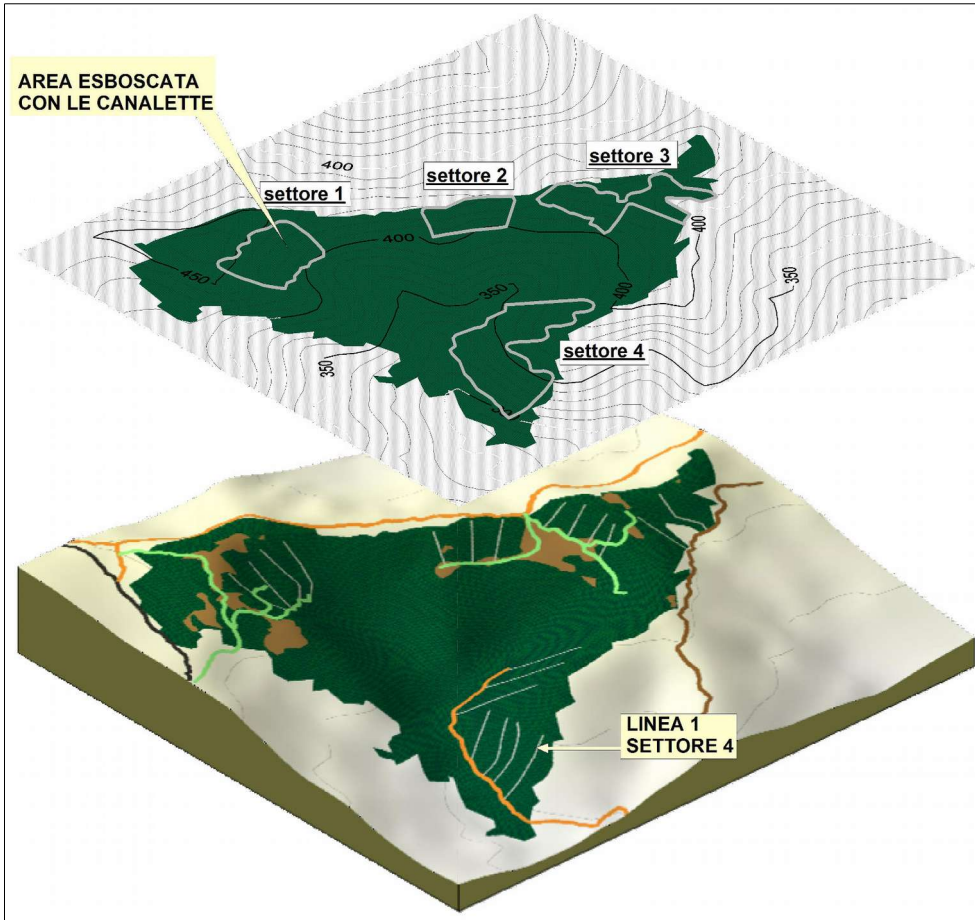 AREA ESBOSCATA
CON LE CANALETTE
400
settore 1
settore 2
settore 3
400
400
450
350
400
350
350
settore 4
LINEA 1
SETTORE 4